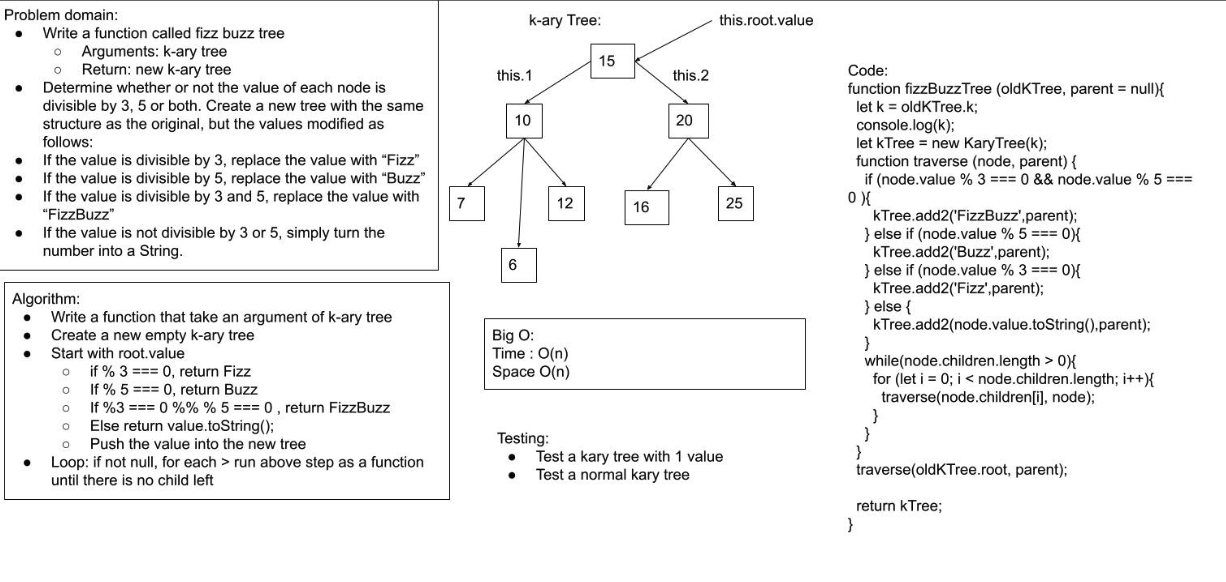 Problem domain:
● Write a function called fizz buzz tree
○ Arguments: k-ary tree
○ Return: new k-ary tree
● Determine whether or not the value of each node is
divisible by 3, 5 or both. Create a new tree with the same
structure as the original, but the values modified as
follows:
● If the value is divisible by 3, replace the value with “Fizz”
● If the value is divisible by 5, replace the value with “Buzz”
● If the value is divisible by 3 and 5, replace the value with
“FizzBuzz”
● If the value is not divisible by 3 or 5, simply turn the
number into a String.
Algorithm:
● Write a function that take an argument of k-ary tree
● Create a new empty k-ary tree
● Start with root.value
○ if % 3 === 0, return Fizz
○ If % 5 === 0, return Buzz
○ If %3 === 0 %% % 5 === 0 , return FizzBuzz
○ Else return value.toString();
○ Push the value into the new tree
● Loop: if not null, for each > run above step as a function
until there is no child left
k-ary Tree:
this.root.value
15
this.1
this.2
10
20
7
12
16
25
6
Big O:
Time : O(n)
Space O(n)
Testing:
● Test a kary tree with 1 value
● Test a normal kary tree
Code:
function fizzBuzzTree (oldKTree, parent = null){
let k = oldKTree.k;
console.log(k);
let kTree = new KaryTree(k);
function traverse (node, parent) {
if (node.value % 3 === 0 && node.value % 5 ===
0 ){
kTree.add2('FizzBuzz',parent);
} else if (node.value % 5 === 0){
kTree.add2('Buzz',parent);
} else if (node.value % 3 === 0){
kTree.add2('Fizz',parent);
} else {
kTree.add2(node.value.toString(),parent);
}
while(node.children.length > 0){
for (let i = 0; i < node.children.length; i++){
traverse(node.children[i], node);
}
}
}
traverse(oldKTree.root, parent);
return kTree;
}